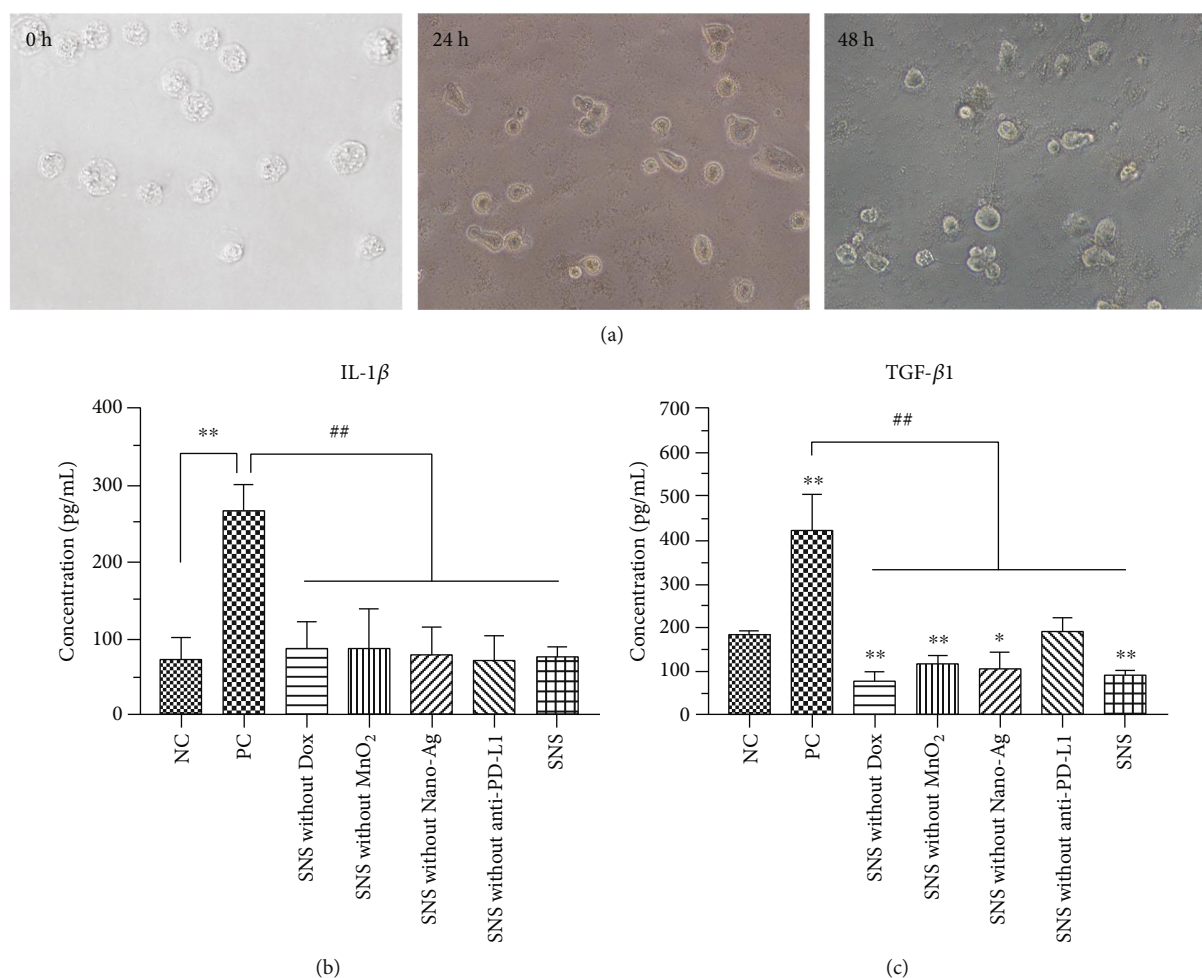 0 h
24 h
48 h
(a)
IL-1β
Concentration (pg/mL)
400
300
200
100
0
**
##
NC
PC
SNS without Dox
SNS without MnO₂
SNS without Nano-Ag
SNS without anti-PD-L1
SNS
(b)
TGF-β1
Concentration (pg/mL)
700
600
500
400
300
200
100
0
##
**
**
**
*
**
NC
PC
SNS without Dox
SNS without MnO₂
SNS without Nano-Ag
SNS without anti-PD-L1
SNS
(c)